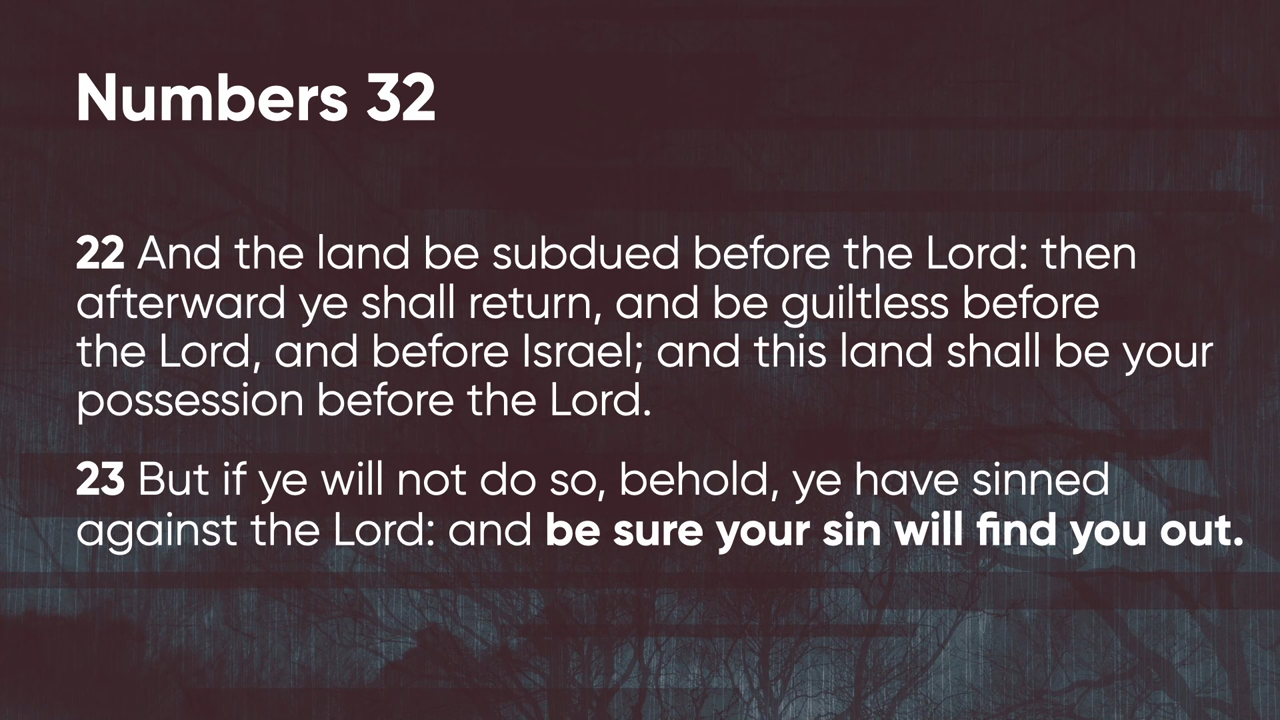 Numbers 32
22 And the land be subdued before the Lord: then
afterward ye shall return, and be guiltless before
the Lord, and before Israel; and this land shall be your
possession before the Lord.
23 But if ye will not do so, behold, ye have sinned
against the Lord: and be sure your sin will find you out.